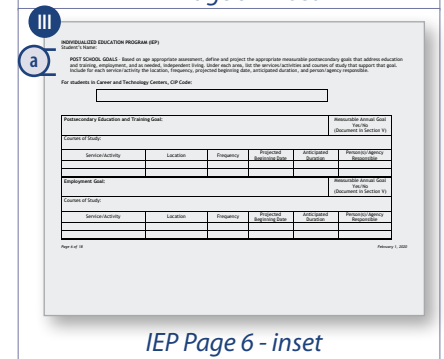 III
a
INDIVIDUALIZED EDUCATION PROGRAM (IEP)
Student's Name:
POST SCHOOL GOALS – Based on age appropriate assessment, define and project the appropriate measurable postsecondary goals that address education
and training, employment, and as needed, independent living. Under each area, list the services/activities and courses of study that support that goal.
Include for each service/activity the location, frequency, projected beginning date, anticipated duration, and person/agency responsible.
For students in Career and Technology Centers, CIP Code:
Postsecondary Education and Training Goal:
Measurable Annual Goal
Yes/No
(Document in Section V)
Courses of Study:
Service/Activity Location Frequency Projected Beginning Date Anticipated Duration Person(s)/Agency Responsible
Employment Goal:
Measurable Annual Goal
Yes/No
(Document in Section V)
Courses of Study:
Service/Activity Location Frequency Projected Beginning Date Anticipated Duration Person(s)/Agency Responsible
Page 6 of 18 February 1, 2020
IEP Page 6 - inset